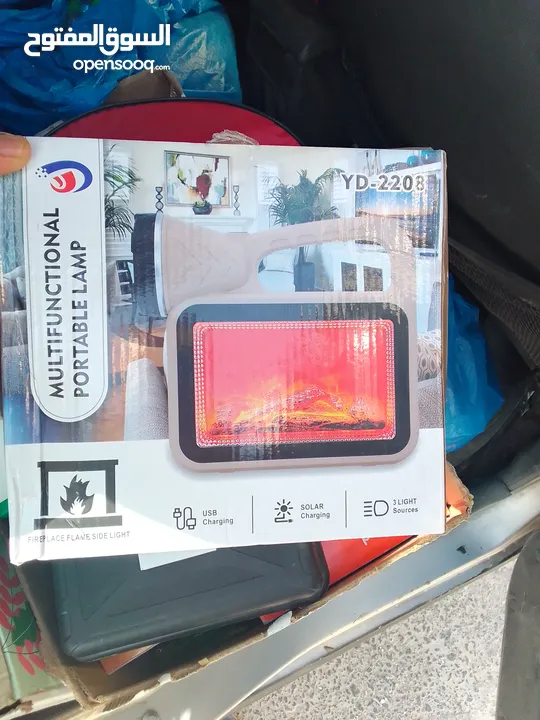 السوق المفتوح
opensooq.com
YD-2208
MULTIFUNCTIONAL
PORTABLE LAMP
USB
Charging
SOLAR
Charging
3 LIGHT
Sources
FIREPLACE FLAME SIDE LIGHT